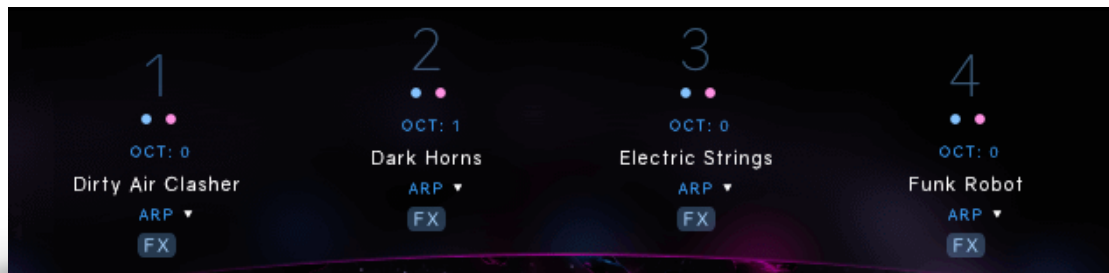 1
OCT: 0
Dirty Air Clasher
ARP ▼
FX
2
OCT: 1
Dark Horns
ARP ▼
FX
3
OCT: 0
Electric Strings
ARP ▼
FX
4
OCT: 0
Funk Robot
ARP ▼
FX